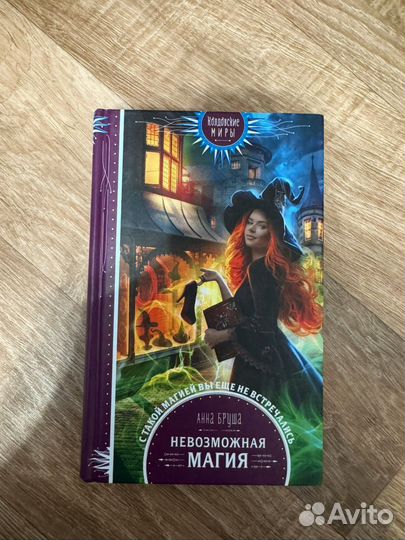 КОЛДОВСКИЕ
МИРЫ
С ТАКОЙ МАГИЕЙ ВЫ ЕЩЕ НЕ ВСТРЕЧАЛИСЬ
АННА БРУША
НЕВОЗМОЖНАЯ
МАГИЯ
Avito